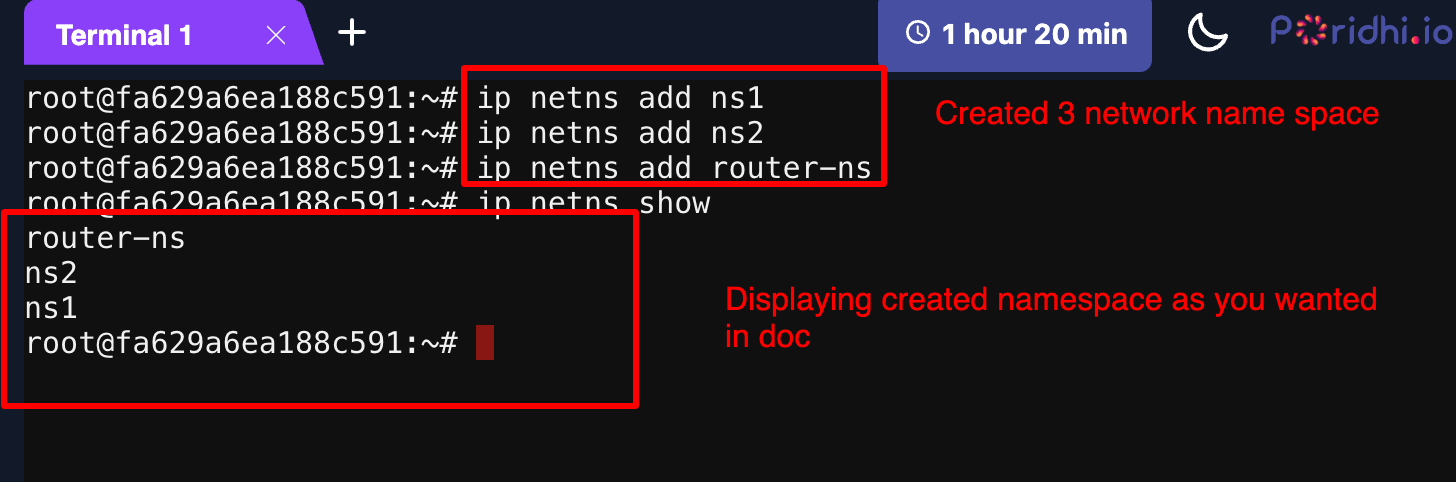 Terminal 1
1 hour 20 min
Poridhi.io
root@fa629a6ea188c591:~# ip netns add ns1
Created 3 network name space
root@fa629a6ea188c591:~# ip netns add ns2
root@fa629a6ea188c591:~# ip netns add router-ns
root@fa629a6ea188c591:~# ip netns show
router-ns
ns2
ns1
root@fa629a6ea188c591:~#
Displaying created namespace as you wanted
in doc